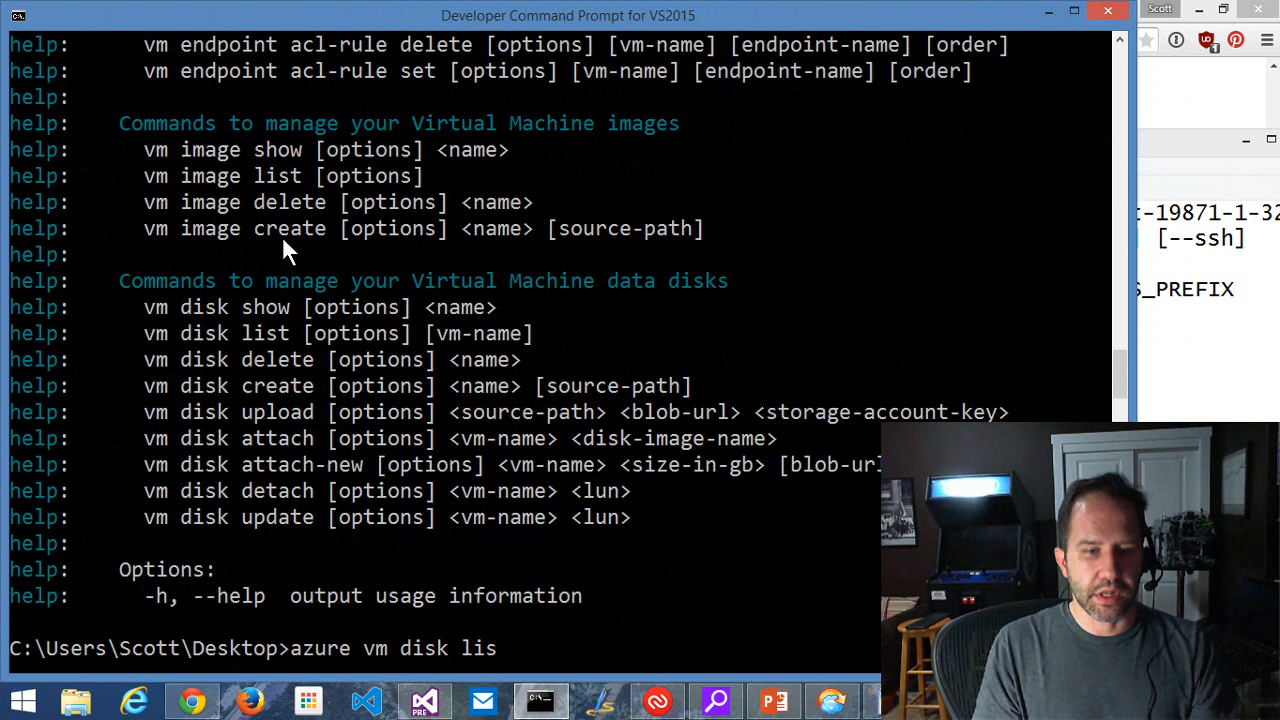 Developer Command Prompt for VS2015
Scott
help: vm endpoint acl-rule delete [options] [vm-name] [endpoint-name] [order]
help: vm endpoint acl-rule set [options] [vm-name] [endpoint-name] [order]
help:
help: Commands to manage your Virtual Machine images
help: vm image show [options] <name>
help: vm image list [options]
help: vm image delete [options] <name>
help: vm image create [options] <name> [source-path]
help:
help: Commands to manage your Virtual Machine data disks
help: vm disk show [options] <name>
help: vm disk list [options] [vm-name]
help: vm disk delete [options] <name>
help: vm disk create [options] <name> [source-path]
help: vm disk upload [options] <source-path> <blob-url> <storage-account-key>
help: vm disk attach [options] <vm-name> <disk-image-name>
help: vm disk attach-new [options] <vm-name> <size-in-gb> [blob-url
help: vm disk detach [options] <vm-name> <lun>
help: vm disk update [options] <vm-name> <lun>
help:
help: Options:
help: -h, --help output usage information
C:\Users\Scott\Desktop>azure vm disk lis
t-19871-1-32
[--ssh]
S_PREFIX